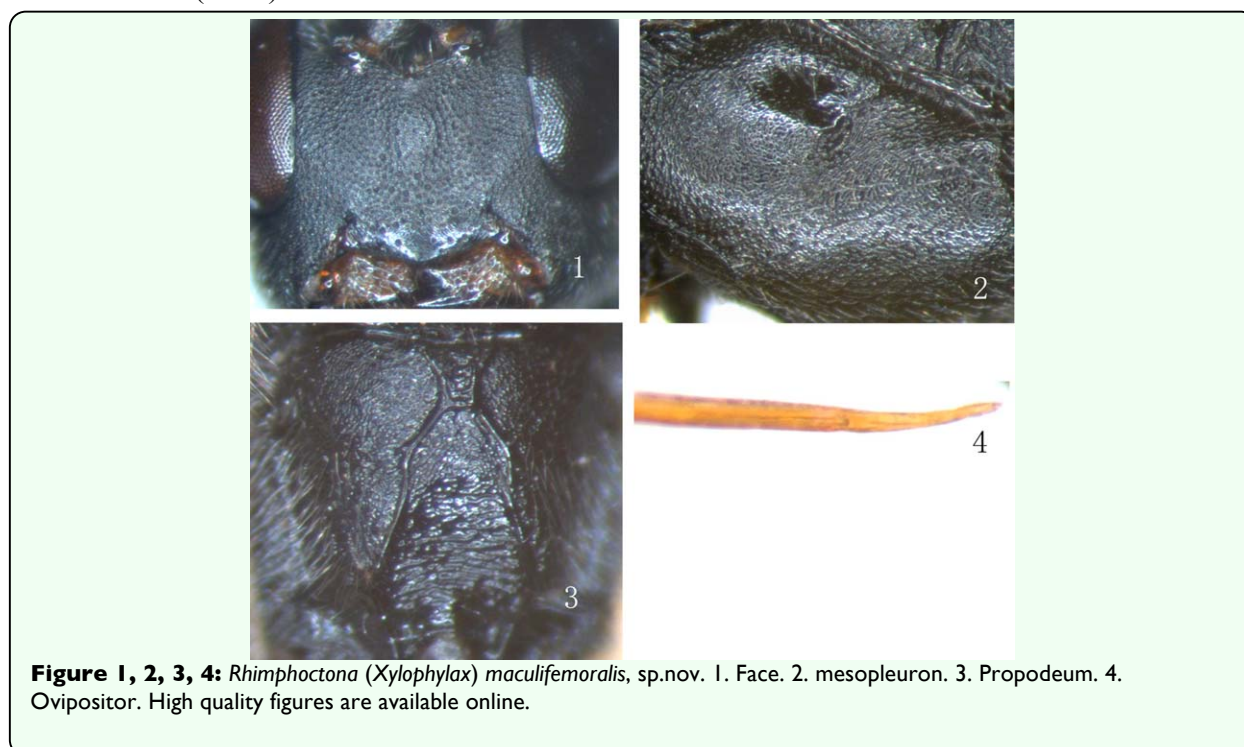 1
2
3
4
Figure 1, 2, 3, 4: Rhimphoctona (Xylophylax) maculifemoralis, sp.nov. 1. Face. 2. mesopleuron. 3. Propodeum. 4.
Ovipositor. High quality figures are available online.